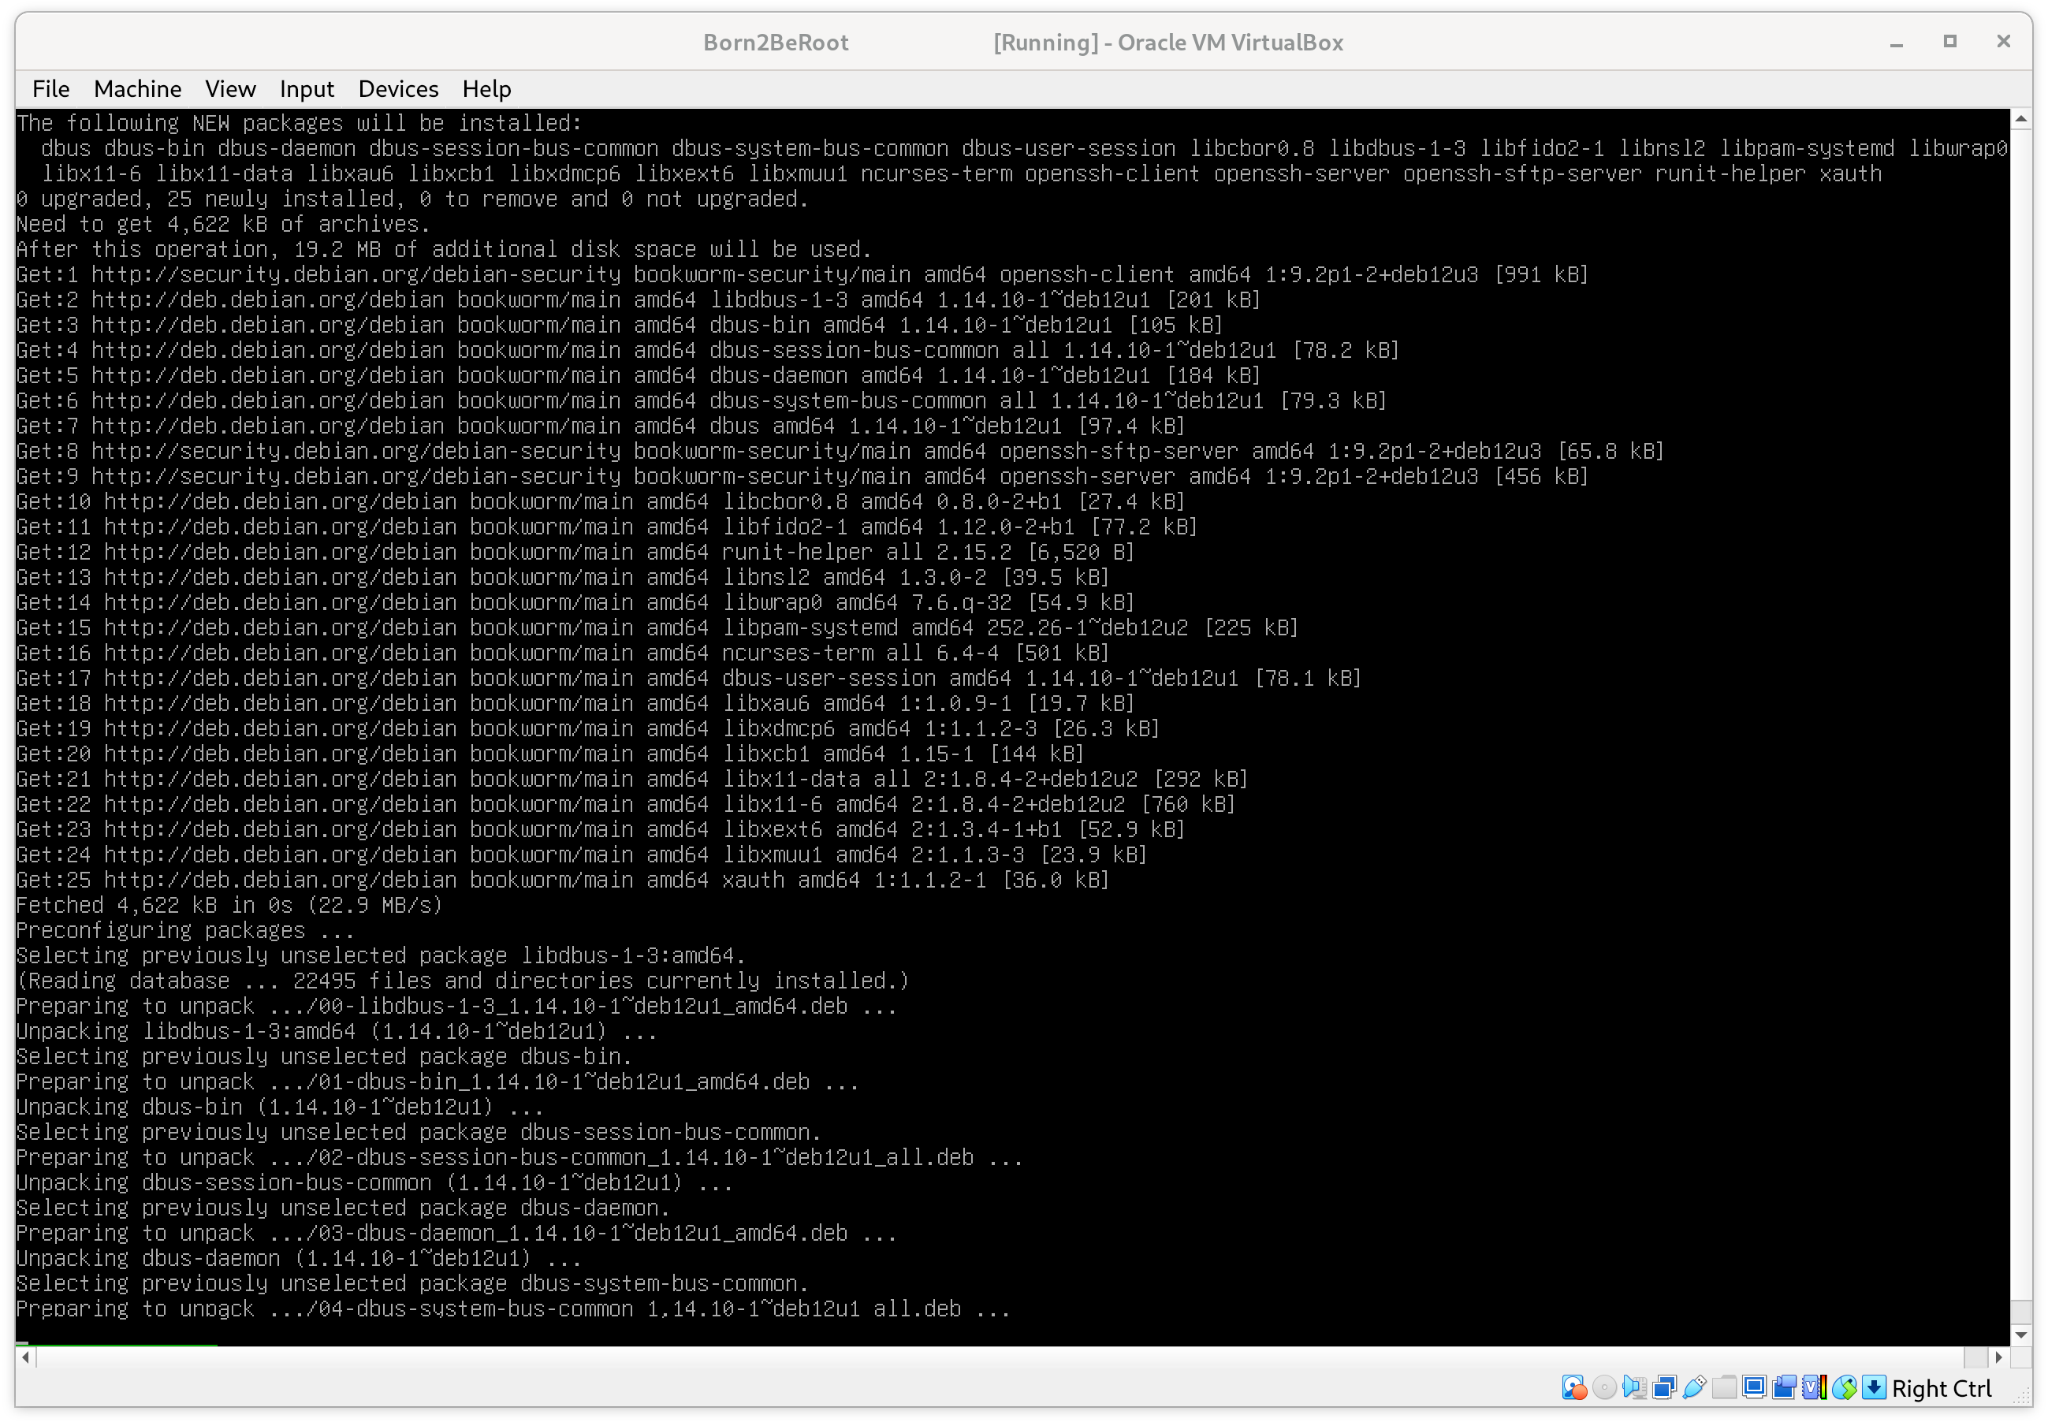 Born2BeRoot [Running] - Oracle VM VirtualBox
File Machine View Input Devices Help
The following NEW packages will be installed:
  dbus dbus-bin dbus-daemon dbus-session-bus-common dbus-system-bus-common dbus-user-session libcbor0.8 libdbus-1-3 libfido2-1 libnsl2 libpam-systemd libwrap0
  libx11-6 libx11-data libxau6 libxcb1 libxdmcp6 libxext6 libxmuu1 ncurses-term openssh-client openssh-server openssh-sftp-server runit-helper xauth
0 upgraded, 25 newly installed, 0 to remove and 0 not upgraded.
Need to get 4,622 kB of archives.
After this operation, 19.2 MB of additional disk space will be used.
Get:1 http://security.debian.org/debian-security bookworm-security/main amd64 openssh-client amd64 1:9.2p1-2+deb12u3 [991 kB]
Get:2 http://deb.debian.org/debian bookworm/main amd64 libdbus-1-3 amd64 1.14.10-1~deb12u1 [201 kB]
Get:3 http://deb.debian.org/debian bookworm/main amd64 dbus-bin amd64 1.14.10-1~deb12u1 [105 kB]
Get:4 http://deb.debian.org/debian bookworm/main amd64 dbus-session-bus-common all 1.14.10-1~deb12u1 [78.2 kB]
Get:5 http://deb.debian.org/debian bookworm/main amd64 dbus-daemon amd64 1.14.10-1~deb12u1 [184 kB]
Get:6 http://deb.debian.org/debian bookworm/main amd64 dbus-system-bus-common all 1.14.10-1~deb12u1 [79.3 kB]
Get:7 http://deb.debian.org/debian bookworm/main amd64 dbus amd64 1.14.10-1~deb12u1 [97.4 kB]
Get:8 http://security.debian.org/debian-security bookworm-security/main amd64 openssh-sftp-server amd64 1:9.2p1-2+deb12u3 [65.8 kB]
Get:9 http://security.debian.org/debian-security bookworm-security/main amd64 openssh-server amd64 1:9.2p1-2+deb12u3 [456 kB]
Get:10 http://deb.debian.org/debian bookworm/main amd64 libcbor0.8 amd64 0.8.0-2+b1 [27.4 kB]
Get:11 http://deb.debian.org/debian bookworm/main amd64 libfido2-1 amd64 1.12.0-2+b1 [77.2 kB]
Get:12 http://deb.debian.org/debian bookworm/main amd64 runit-helper all 2.15.2 [6,520 B]
Get:13 http://deb.debian.org/debian bookworm/main amd64 libnsl2 amd64 1.3.0-2 [39.5 kB]
Get:14 http://deb.debian.org/debian bookworm/main amd64 libwrap0 amd64 7.6.q-32 [54.9 kB]
Get:15 http://deb.debian.org/debian bookworm/main amd64 libpam-systemd amd64 252.26-1~deb12u2 [225 kB]
Get:16 http://deb.debian.org/debian bookworm/main amd64 ncurses-term all 6.4-4 [501 kB]
Get:17 http://deb.debian.org/debian bookworm/main amd64 dbus-user-session amd64 1.14.10-1~deb12u1 [78.1 kB]
Get:18 http://deb.debian.org/debian bookworm/main amd64 libxau6 amd64 1:1.0.9-1 [19.7 kB]
Get:19 http://deb.debian.org/debian bookworm/main amd64 libxdmcp6 amd64 1:1.1.2-3 [26.3 kB]
Get:20 http://deb.debian.org/debian bookworm/main amd64 libxcb1 amd64 1.15-1 [144 kB]
Get:21 http://deb.debian.org/debian bookworm/main amd64 libx11-data all 2:1.8.4-2+deb12u2 [292 kB]
Get:22 http://deb.debian.org/debian bookworm/main amd64 libx11-6 amd64 2:1.8.4-2+deb12u2 [760 kB]
Get:23 http://deb.debian.org/debian bookworm/main amd64 libxext6 amd64 2:1.3.4-1+b1 [52.9 kB]
Get:24 http://deb.debian.org/debian bookworm/main amd64 libxmuu1 amd64 2:1.1.3-3 [23.9 kB]
Get:25 http://deb.debian.org/debian bookworm/main amd64 xauth amd64 1:1.1.2-1 [36.0 kB]
Fetched 4,622 kB in 0s (22.9 MB/s)
Preconfiguring packages ...
Selecting previously unselected package libdbus-1-3:amd64.
(Reading database ... 22495 files and directories currently installed.)
Preparing to unpack .../00-libdbus-1-3_1.14.10-1~deb12u1_amd64.deb ...
Unpacking libdbus-1-3:amd64 (1.14.10-1~deb12u1) ...
Selecting previously unselected package dbus-bin.
Preparing to unpack .../01-dbus-bin_1.14.10-1~deb12u1_amd64.deb ...
Unpacking dbus-bin (1.14.10-1~deb12u1) ...
Selecting previously unselected package dbus-session-bus-common.
Preparing to unpack .../02-dbus-session-bus-common_1.14.10-1~deb12u1_all.deb ...
Unpacking dbus-session-bus-common (1.14.10-1~deb12u1) ...
Selecting previously unselected package dbus-daemon.
Preparing to unpack .../03-dbus-daemon_1.14.10-1~deb12u1_amd64.deb ...
Unpacking dbus-daemon (1.14.10-1~deb12u1) ...
Selecting previously unselected package dbus-system-bus-common.
Preparing to unpack .../04-dbus-system-bus-common 1.14.10-1~deb12u1 all.deb ...
Right Ctrl